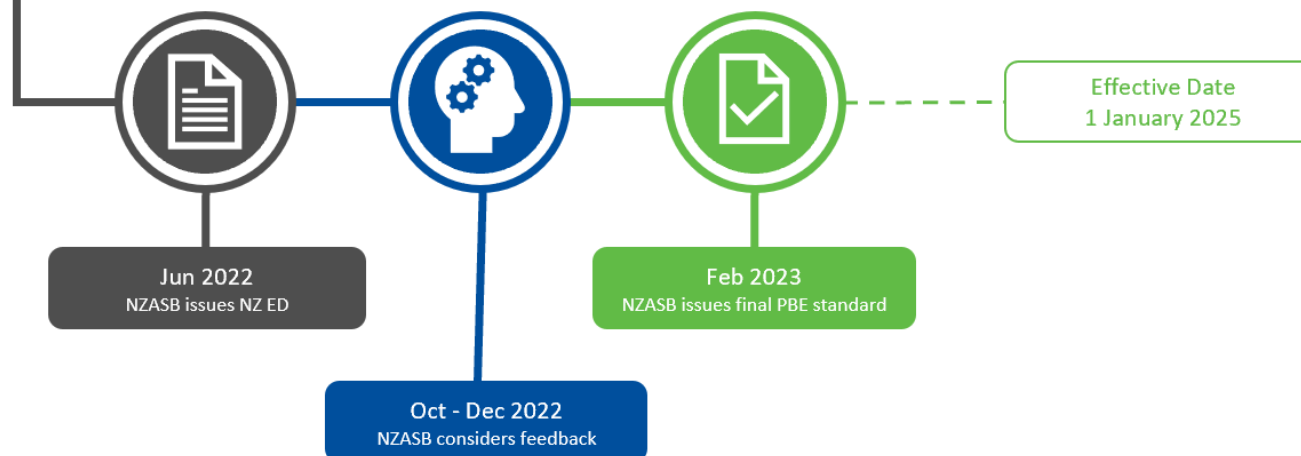 Effective Date
1 January 2025
Jun 2022
NZASB issues NZ ED
Feb 2023
NZASB issues final PBE standard
Oct - Dec 2022
NZASB considers feedback